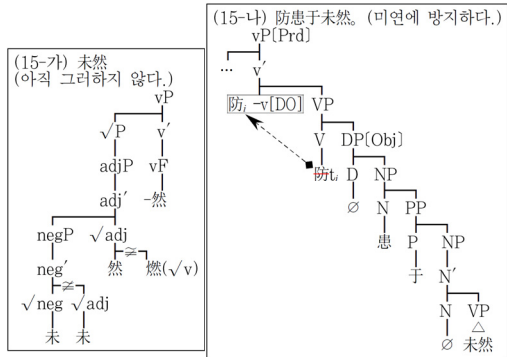 (15-가) 未然
(아직 그러하지 않다.)
vP
√P v′
adjP vF
adj′ -然
negP √adj
neg′ ≆ 然 燃(√v)
≆
√neg √adj
未 未
(15-나) 防患于未然。(미연에 방지하다.)
vP[Prd]
… v′
防i -v[DO] VP
V DP[Obj]
防ti D NP
∅ N PP
患 P NP
于 N′
N VP
△
∅ 未然